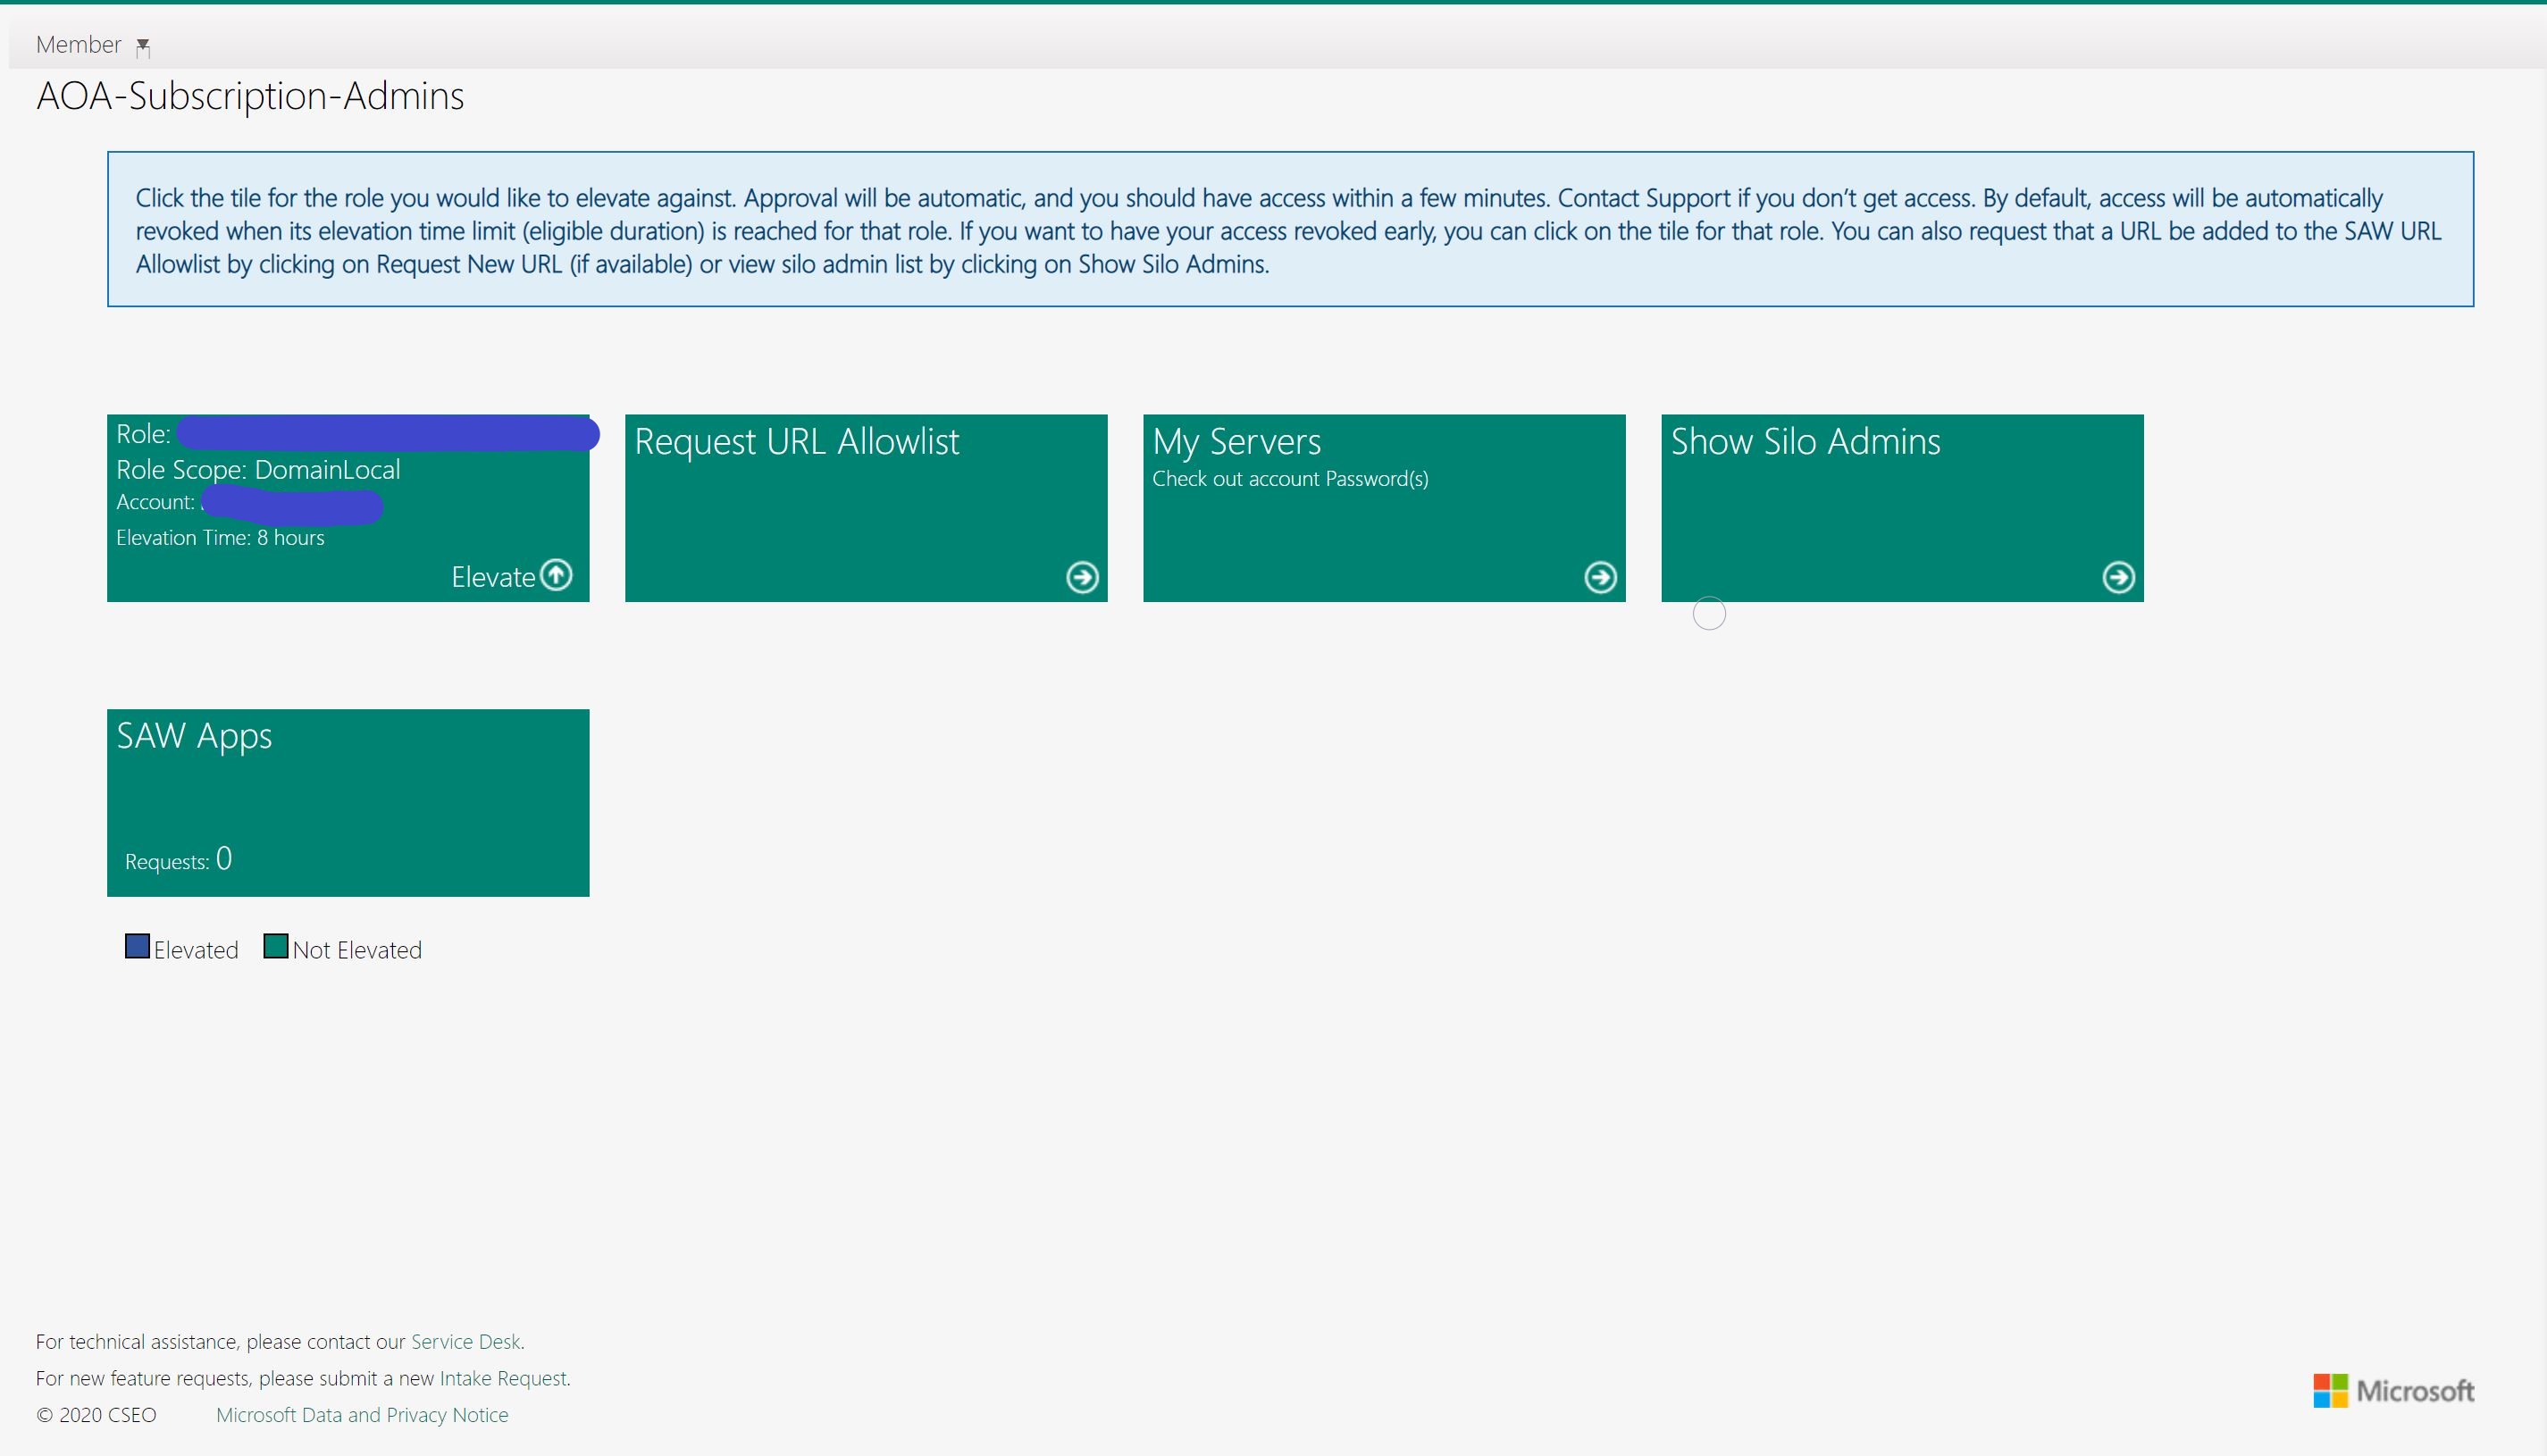 Member
AOA-Subscription-Admins
Click the tile for the role you would like to elevate against. Approval will be automatic, and you should have access within a few minutes. Contact Support if you don’t get access. By default, access will be automatically
revoked when its elevation time limit (eligible duration) is reached for that role. If you want to have your access revoked early, you can click on the tile for that role. You can also request that a URL be added to the SAW URL
Allowlist by clicking on Request New URL (if available) or view silo admin list by clicking on Show Silo Admins.
Role:
Role Scope: DomainLocal
Account:
Elevation Time: 8 hours
Elevate
Request URL Allowlist
My Servers
Check out account Password(s)
Show Silo Admins
SAW Apps
Requests: 0
Elevated
Not Elevated
For technical assistance, please contact our Service Desk.
For new feature requests, please submit a new Intake Request.
© 2020 CSEO
Microsoft Data and Privacy Notice
Microsoft